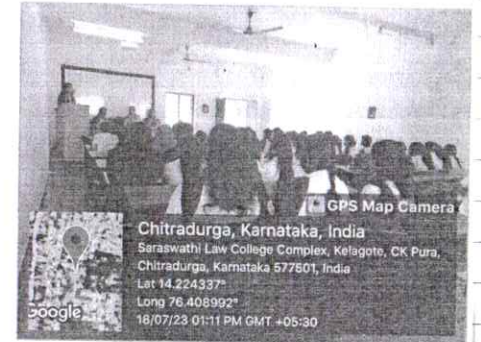 GPS Map Camera
Chitradurga, Karnataka, India
Saraswathi Law College Complex, Kelagote, CK Pura,
Chitradurga, Karnataka 577501, India
Lat 14.224337°
Long 76.408992°
18/07/23 01:11 PM GMT +05:30
Google